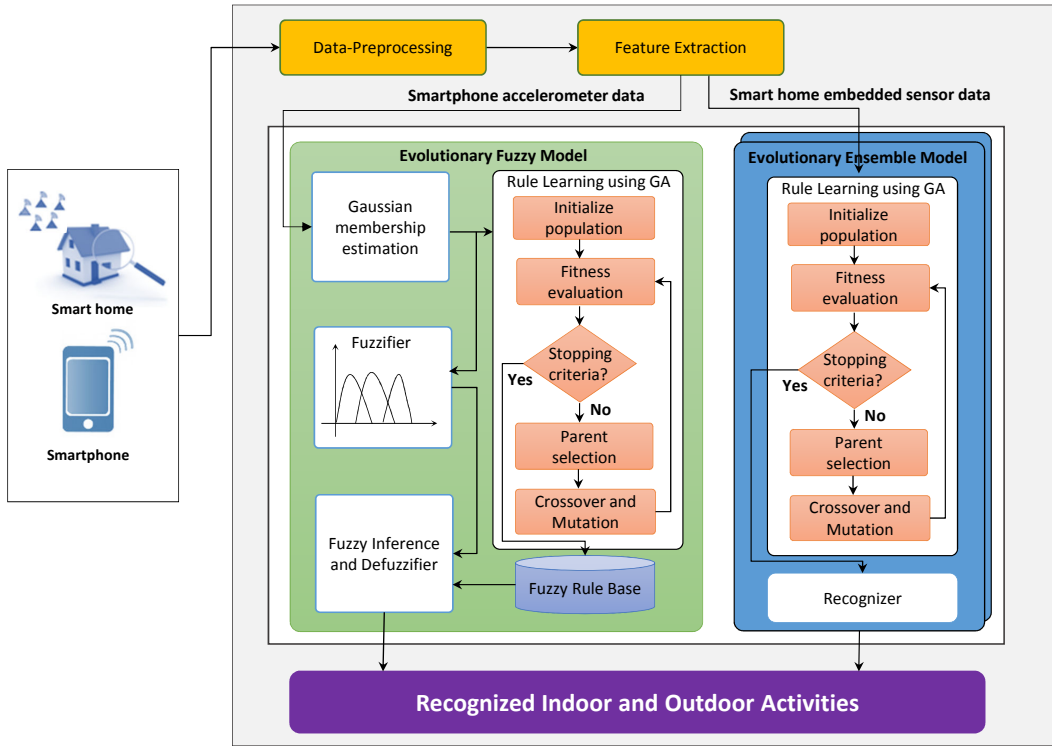 Data-Preprocessing
Feature Extraction
Smartphone accelerometer data
Smart home embedded sensor data
Smart home
Smartphone
Evolutionary Fuzzy Model
Gaussian
membership
estimation
Fuzzifier
Fuzzy Inference
and Defuzzifier
Rule Learning using GA
Initialize
population
Fitness
evaluation
Stopping
criteria?
Yes
No
Parent
selection
Crossover and
Mutation
Fuzzy Rule Base
Evolutionary Ensemble Model
Rule Learning using GA
Initialize
population
Fitness
evaluation
Stopping
criteria?
Yes
No
Parent
selection
Crossover and
Mutation
Recognizer
Recognized Indoor and Outdoor Activities